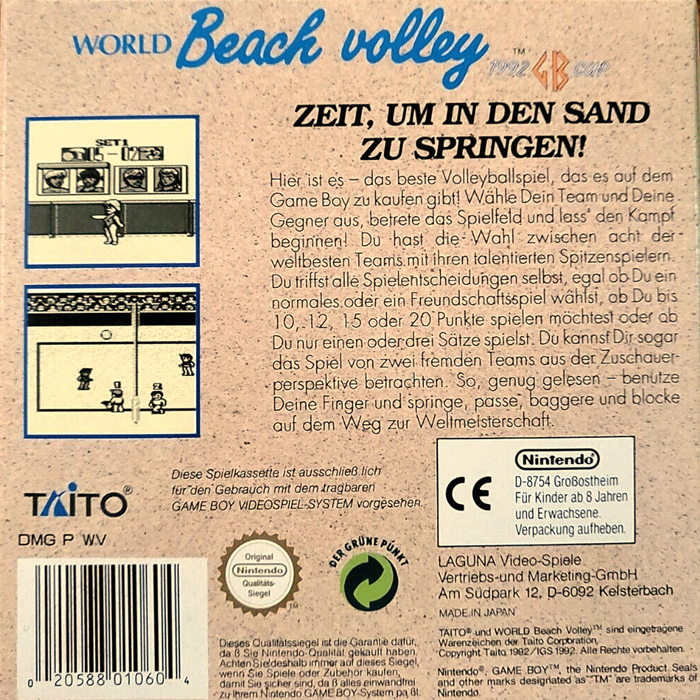 WORLD Beach volley ™ 1992 GB CUP
ZEIT, UM IN DEN SAND
ZU SPRINGEN!
Hier ist es – das beste Volleyballspiel, das es auf dem
Game Boy zu kaufen gibt! Wähle Dein Team und Deine
Gegner aus, betrete das Spielfeld und lass' den Kampf
beginnen! Du hast die Wahl zwischen acht der
weltbesten Teams mit ihren talentierten Spitzenspielern.
Du triffst alle Spielentscheidungen selbst, egal ob Du ein
normales oder ein Freundschaftsspiel wählst, ob Du bis
10, 12, 15 oder 20 Punkte spielen möchtest oder ob
Du nur einen oder drei Sätze spielst. Du kannst Dir sogar
das Spiel von zwei fremden Teams aus der Zuschauer-
perspektive betrachten. So, genug gelesen – benutze
Deine Finger und springe, passe, baggere und blocke
auf dem Weg zur Weltmeisterschaft.
SET1
05-02
TAITO®
DMG P WV
Diese Spielkassette ist ausschließlich
für den Gebrauch mit dem tragbaren
GAME BOY VIDEOSPIEL-SYSTEM vorgesehen.
CE
Nintendo®
D-8754 Großostheim
Für Kinder ab 8 Jahren
und Erwachsene.
Verpackung aufheben.
Original
Nintendo
Qualitäts-
Siegel
™
DER GRÜNE PUNKT
LAGUNA Video-Spiele
Vertriebs-und Marketing-GmbH
Am Südpark 12, D-6092 Kelsterbach
MADE IN JAPAN
0 20588 01060 4
Dieses Qualitätssiegel ist die Garantie dafür,
da ß Sie Nintendo-Qualität gekauft haben.
Achten Sie deshalb immer auf dieses Siegel,
wenn Sie Spiele oder Zubehör kaufen,
damit Sie sicher sind, da ß alles einwandfrei
zu Ihrem Nintendo GAME BOY-System pa ßt.
TAITO® und WORLD Beach Volley™ sind eingetragene
Warenzeichen der Taito Corporation.
Copyright Taito 1992/IGS 1992. Alle Rechte vorbehalten.
Nintendo®, GAME BOY™, the Nintendo Product Seals
and other marks designated as "TM" are trademarks of
Nintendo.